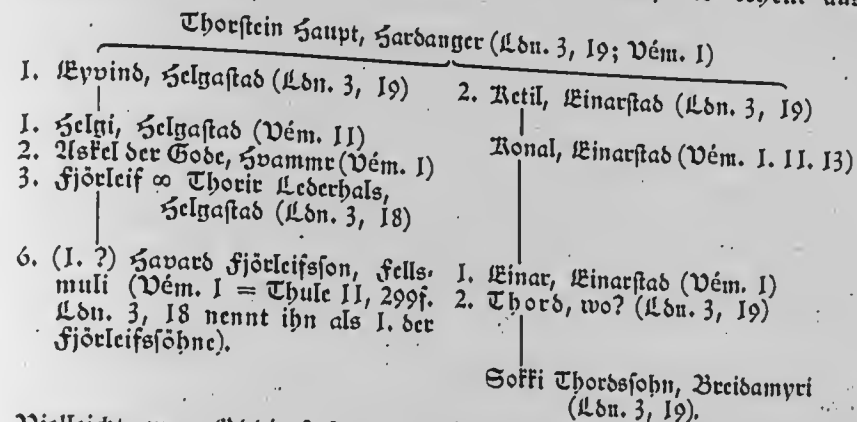 Thorstein Haupt, Hardanger (Ldn. 3, 19; Vém. I)
1. Eyvind, Helgastad (Ldn. 3, 19)
2. Ketil, Einarstad (Ldn. 3, 19)
1. Helgi, Helgastad (Vém. II)
2. Askel der Gode, Hvammr (Vém. I)
3. Fjörleif ∞ Thorir Lederhals,
Helgastad (Ldn. 3, 18)
Konal, Einarstad (Vém. I. II. 13)
6. (1. ?) Havard Fjörleifsson, Fells-
muli (Vém. I = Thule II, 299f.
Ldn. 3, 18 nennt ihn als 1. der
Fjörleifssöhne).
1. Einar, Einarstad (Vém. I)
2. Thord, wo? (Ldn. 3, 19)
Sokki Thordssohn, Breidamyri
(Ldn. 3, 19).